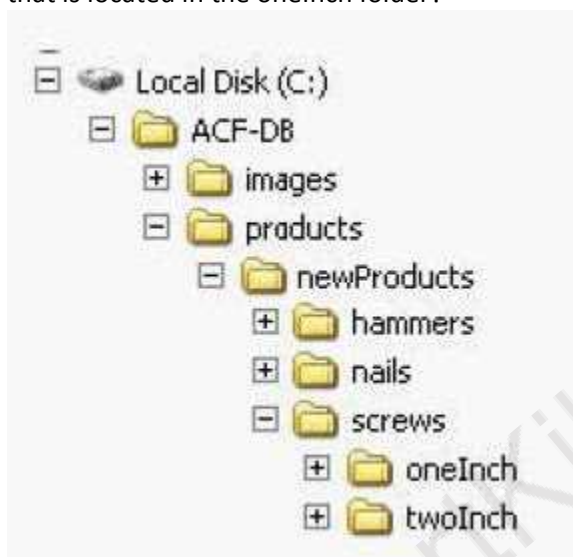 that is located in the oneInch folder?
Local Disk (C:)
ACF-DB
images
products
newProducts
hammers
nails
screws
oneInch
twoInch